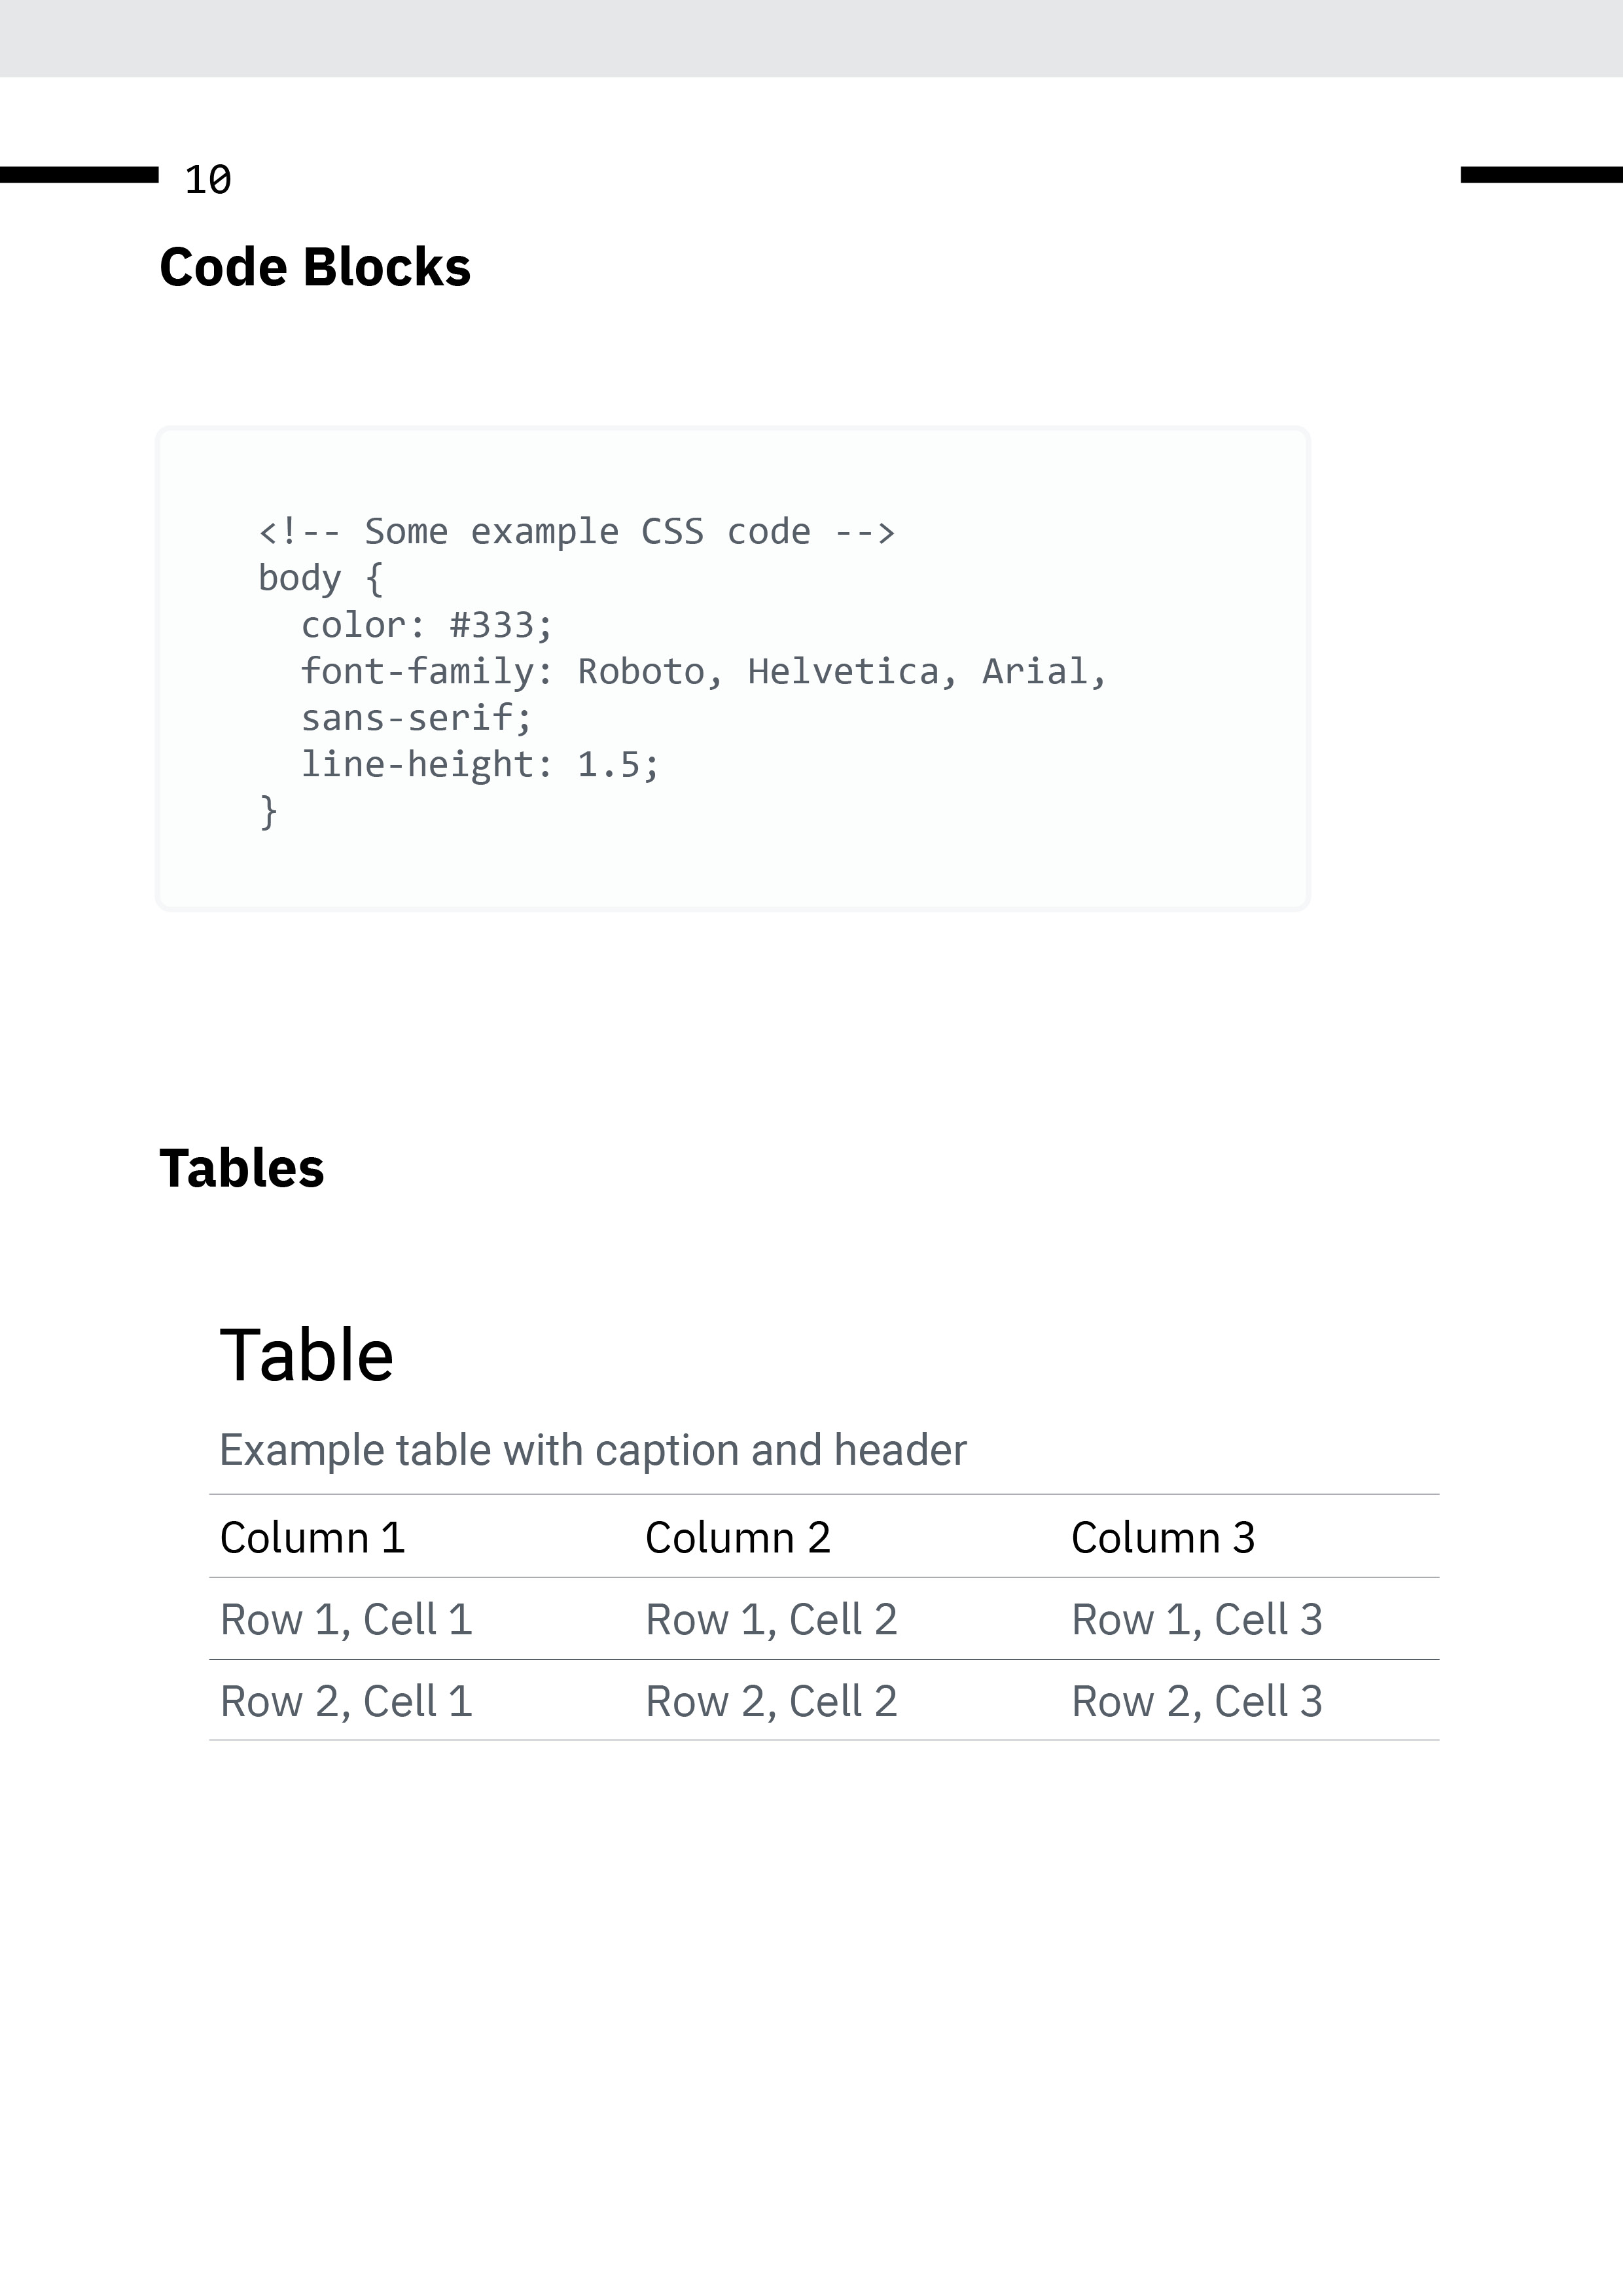 10
Code Blocks
<!-- Some example CSS code -->
body {
  color: #333;
  font-family: Roboto, Helvetica, Arial,
  sans-serif;
  line-height: 1.5;
}
Tables
Table
Example table with caption and header
Column 1 Column 2 Column 3
Row 1, Cell 1 Row 1, Cell 2 Row 1, Cell 3
Row 2, Cell 1 Row 2, Cell 2 Row 2, Cell 3